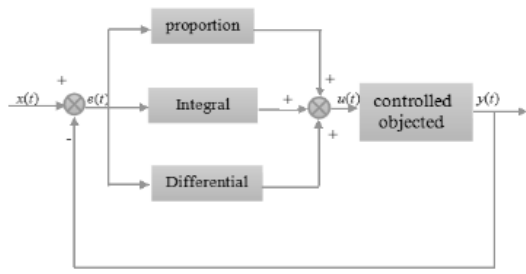 proportion
+
x(t)
e(t)
Integral
+
+
u(t)
controlled
objected
y(t)
-
+
Differential